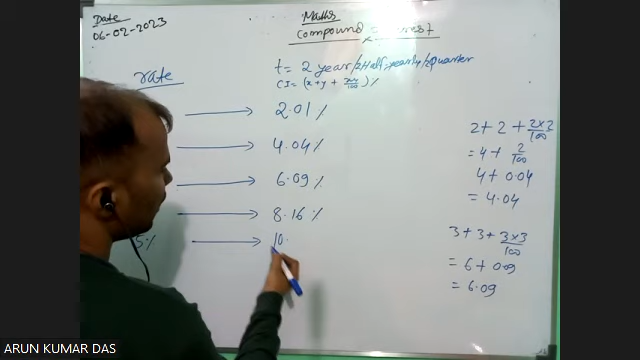 Date
06-02-2023
Maths
Compound
t = 2 year/2Half-yearly/2Quarter
CI = (x+y+ xy/100)%
rate
2.01%
4.04%
6.09%
8.16%
5% 10.
2+2+ 2×2/100
= 4+ 2/100
4+0.04
= 4.04
3+3+ 3×3/100
= 6+0.09
= 6.09
ARUN KUMAR DAS